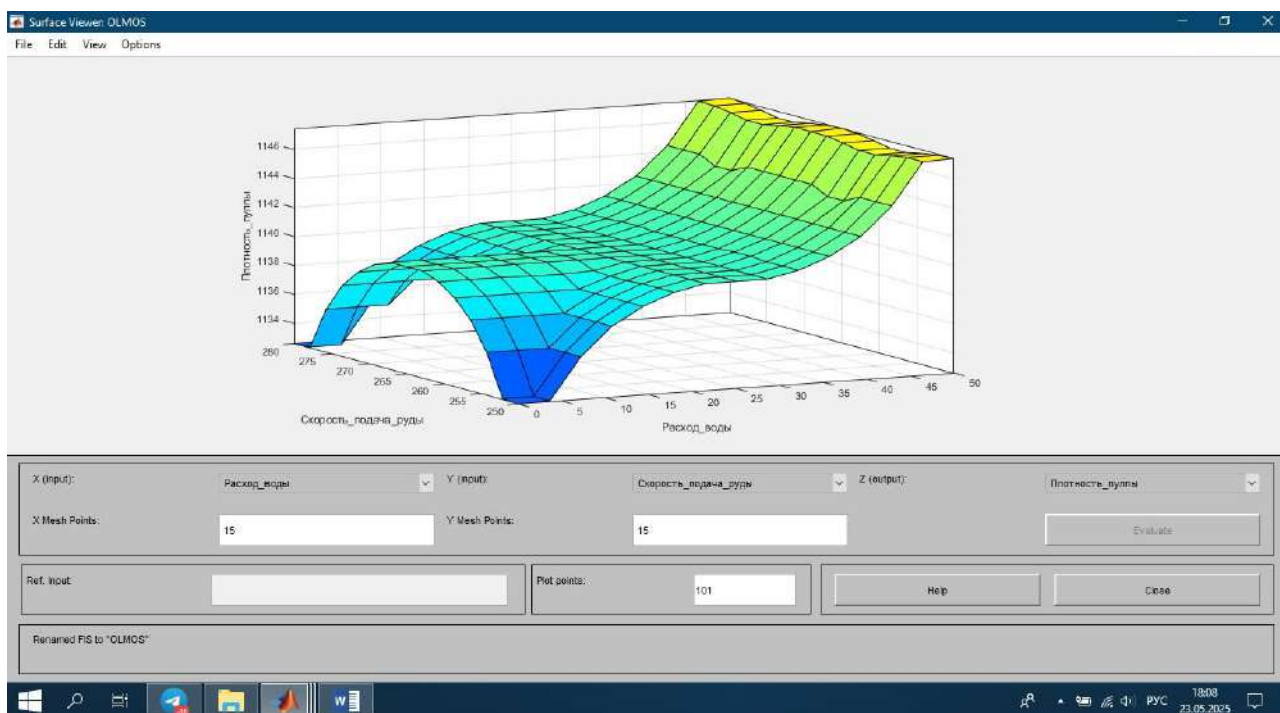 Surface Viewer: OLMOS
File Edit View Options
1146
1144
1142
1140
1138
1136
1134
Плотность_пулпы
280
275
270
265
260
255
250
0
5
10
15
20
25
30
35
40
45
50
Скорость_подача_руды
Расход_воды
X (input): Расход_воды Y (input): Скорость_подача_руды Z (output): Плотность_пулпы
X Mesh Points: 15 Y Mesh Points: 15 Evaluate
Ref. Input: Plot points: 101 Help Close
Renamed FIS to "OLMOS"
W РУС 18:08
23.05.2025